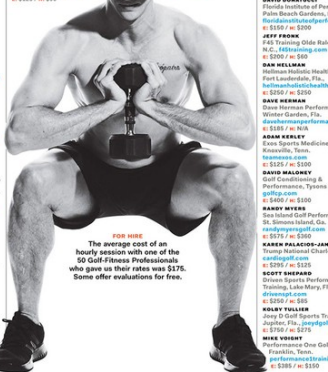 FOR HIRE
The average cost of an
hourly session with one of the
50 Golf-Fitness Professionals
who gave us their rates was $175.
Some offer evaluations for free.
Florida Institute of Per
Palm Beach Gardens,
floridainstituteofperf
E: $150 / H: $200
JEFF FRONK
F45 Training Olde Ral
N.C., f45training.com
E: $200 / H: $60
DAN HELLMAN
Hellman Holistic Healt
Fort Lauderdale, Fla.,
hellmanholistichealth
E: $250 / H: $250
DAVE HERMAN
Dave Herman Perform
Winter Garden, Fla.
davehermanperforma
E: $185 / H: N/A
ADAM KERLEY
Exos Sports Medicine
Knoxville, Tenn.
teamexos.com
E: $125 / H: $100
DAVID MALONEY
Golf Conditioning &
Performance, Tysons
golfcp.com
E: $400 / H: $100
RANDY MYERS
Sea Island Golf Perfor
St. Simons Island, Ga.
randymyersgolf.com
E: $575 / H: $360
KAREN PALACIOS-JAN
Trump National Charl
cardiogolf.com
E: $295 / H: $125
SCOTT SHEPARD
Driven Sports Perform
Training, Lake Mary, Fl
drivenspt.com
E: $250 / H: $85
KOLBY TULLIER
Joey D Golf Sports Tra
Jupiter, Fla., joeydgol
E: $750 / H: $275
MIKE VOIGHT
Performance One Gol
Franklin, Tenn.
performance1traini
E: $385 / H: $150